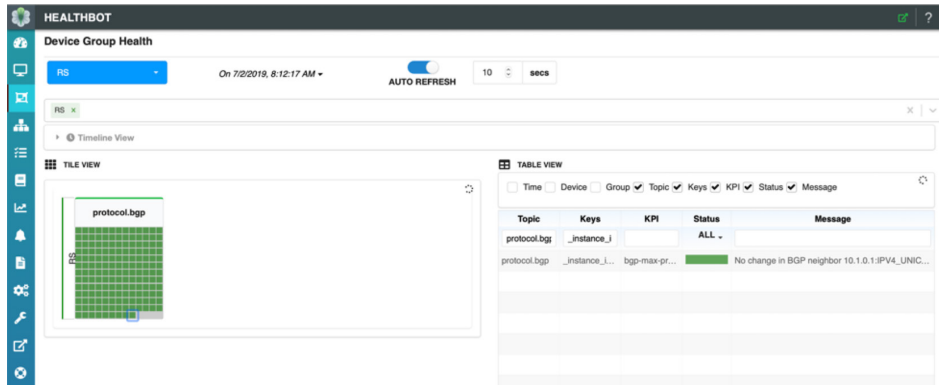 HEALTHBOT
?
Device Group Health
RS
On 7/2/2019, 8:12:17 AM
AUTO REFRESH
10 secs
RS ×
Timeline View
TILE VIEW
protocol.bgp
RS
TABLE VIEW
Time Device Group Topic Keys KPI Status Message
Topic Keys KPI Status Message
protocol.bgp _instance_i ALL
protocol.bgp _instance_i... bgp-max-pr... No change in BGP neighbor 10.1.0.1:IPV4_UNIC...